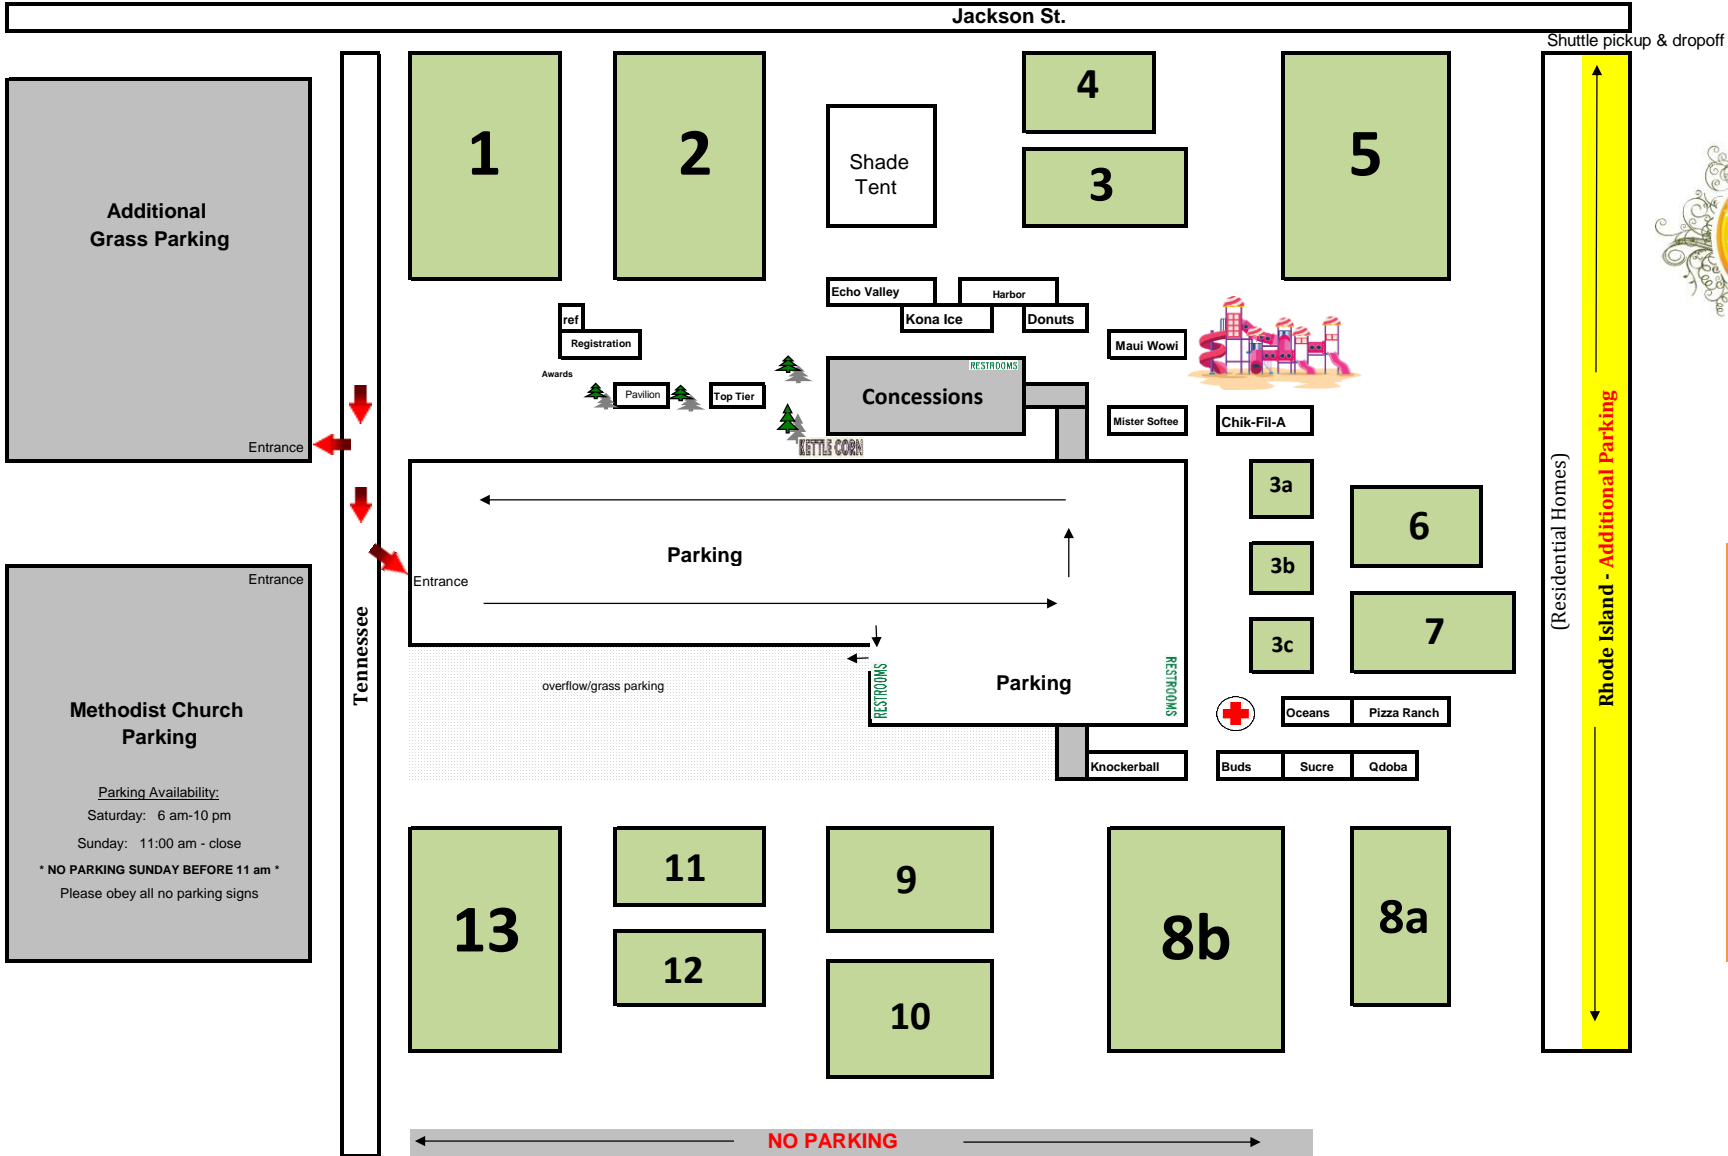 Jackson St.
Shuttle pickup & dropoff
1
2
Shade
Tent
4
3
5
Additional
Grass Parking
Entrance
Echo Valley
Harbor
Kona Ice
Donuts
ref
Registration
Awards
Pavilion
Top Tier
RESTROOMS
Concessions
KETTLE CORN
Maui Wowi
Mister Softee
Chik-Fil-A
Parking
Entrance
3a
3b
3c
6
7
(Residential Homes)
Rhode Island - Additional Parking
Tennessee
overflow/grass parking
RESTROOMS
Parking
RESTROOMS
Oceans
Pizza Ranch
Knockerball
Buds
Sucre
Qdoba
Entrance
Methodist Church
Parking
Parking Availability:
Saturday: 6 am-10 pm
Sunday: 11:00 am - close
* NO PARKING SUNDAY BEFORE 11 am *
Please obey all no parking signs
13
11
12
9
10
8b
8a
NO PARKING